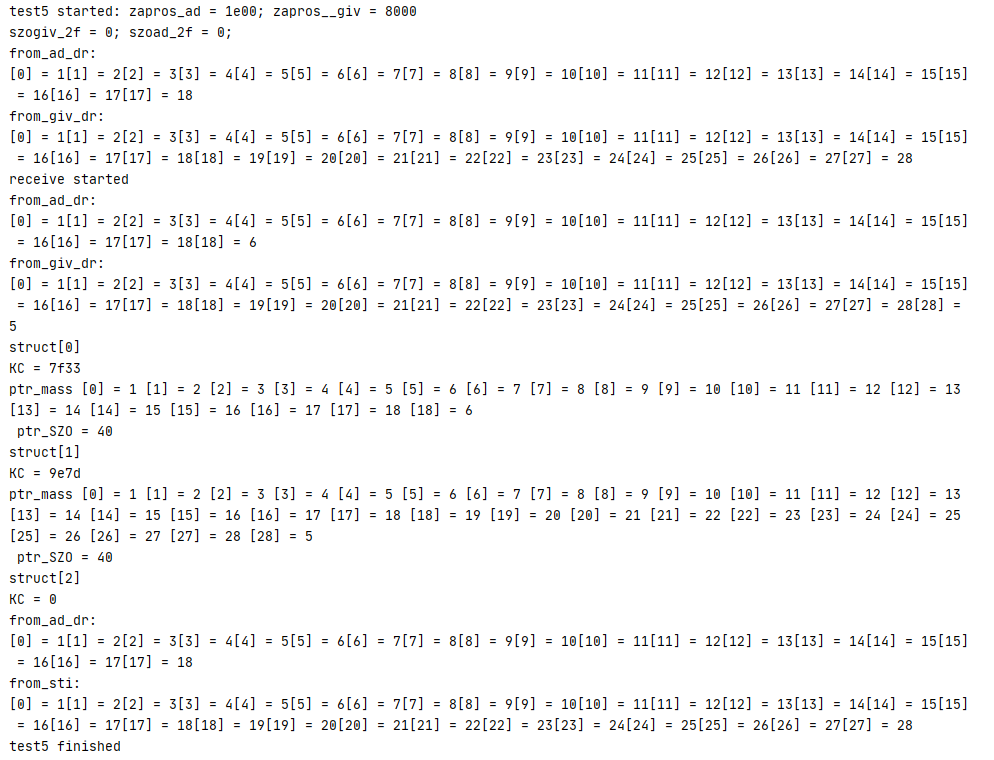 test5 started: zapros_ad = 1e00; zapros__giv = 8000
szogiv_2f = 0; szoad_2f = 0;
from_ad_dr:
[0] = 1[1] = 2[2] = 3[3] = 4[4] = 5[5] = 6[6] = 7[7] = 8[8] = 9[9] = 10[10] = 11[11] = 12[12] = 13[13] = 14[14] = 15[15]
 = 16[16] = 17[17] = 18
from_giv_dr:
[0] = 1[1] = 2[2] = 3[3] = 4[4] = 5[5] = 6[6] = 7[7] = 8[8] = 9[9] = 10[10] = 11[11] = 12[12] = 13[13] = 14[14] = 15[15]
 = 16[16] = 17[17] = 18[18] = 19[19] = 20[20] = 21[21] = 22[22] = 23[23] = 24[24] = 25[25] = 26[26] = 27[27] = 28
receive started
from_ad_dr:
[0] = 1[1] = 2[2] = 3[3] = 4[4] = 5[5] = 6[6] = 7[7] = 8[8] = 9[9] = 10[10] = 11[11] = 12[12] = 13[13] = 14[14] = 15[15]
 = 16[16] = 17[17] = 18[18] = 6
from_giv_dr:
[0] = 1[1] = 2[2] = 3[3] = 4[4] = 5[5] = 6[6] = 7[7] = 8[8] = 9[9] = 10[10] = 11[11] = 12[12] = 13[13] = 14[14] = 15[15]
 = 16[16] = 17[17] = 18[18] = 19[19] = 20[20] = 21[21] = 22[22] = 23[23] = 24[24] = 25[25] = 26[26] = 27[27] = 28[28] =
5
struct[0]
KC = 7f33
ptr_mass [0] = 1 [1] = 2 [2] = 3 [3] = 4 [4] = 5 [5] = 6 [6] = 7 [7] = 8 [8] = 9 [9] = 10 [10] = 11 [11] = 12 [12] = 13
[13] = 14 [14] = 15 [15] = 16 [16] = 17 [17] = 18 [18] = 6
 ptr_SZO = 40
struct[1]
KC = 9e7d
ptr_mass [0] = 1 [1] = 2 [2] = 3 [3] = 4 [4] = 5 [5] = 6 [6] = 7 [7] = 8 [8] = 9 [9] = 10 [10] = 11 [11] = 12 [12] = 13
[13] = 14 [14] = 15 [15] = 16 [16] = 17 [17] = 18 [18] = 19 [19] = 20 [20] = 21 [21] = 22 [22] = 23 [23] = 24 [24] = 25
[25] = 26 [26] = 27 [27] = 28 [28] = 5
 ptr_SZO = 40
struct[2]
KC = 0
from_ad_dr:
[0] = 1[1] = 2[2] = 3[3] = 4[4] = 5[5] = 6[6] = 7[7] = 8[8] = 9[9] = 10[10] = 11[11] = 12[12] = 13[13] = 14[14] = 15[15]
 = 16[16] = 17[17] = 18
from_sti:
[0] = 1[1] = 2[2] = 3[3] = 4[4] = 5[5] = 6[6] = 7[7] = 8[8] = 9[9] = 10[10] = 11[11] = 12[12] = 13[13] = 14[14] = 15[15]
 = 16[16] = 17[17] = 18[18] = 19[19] = 20[20] = 21[21] = 22[22] = 23[23] = 24[24] = 25[25] = 26[26] = 27[27] = 28
test5 finished